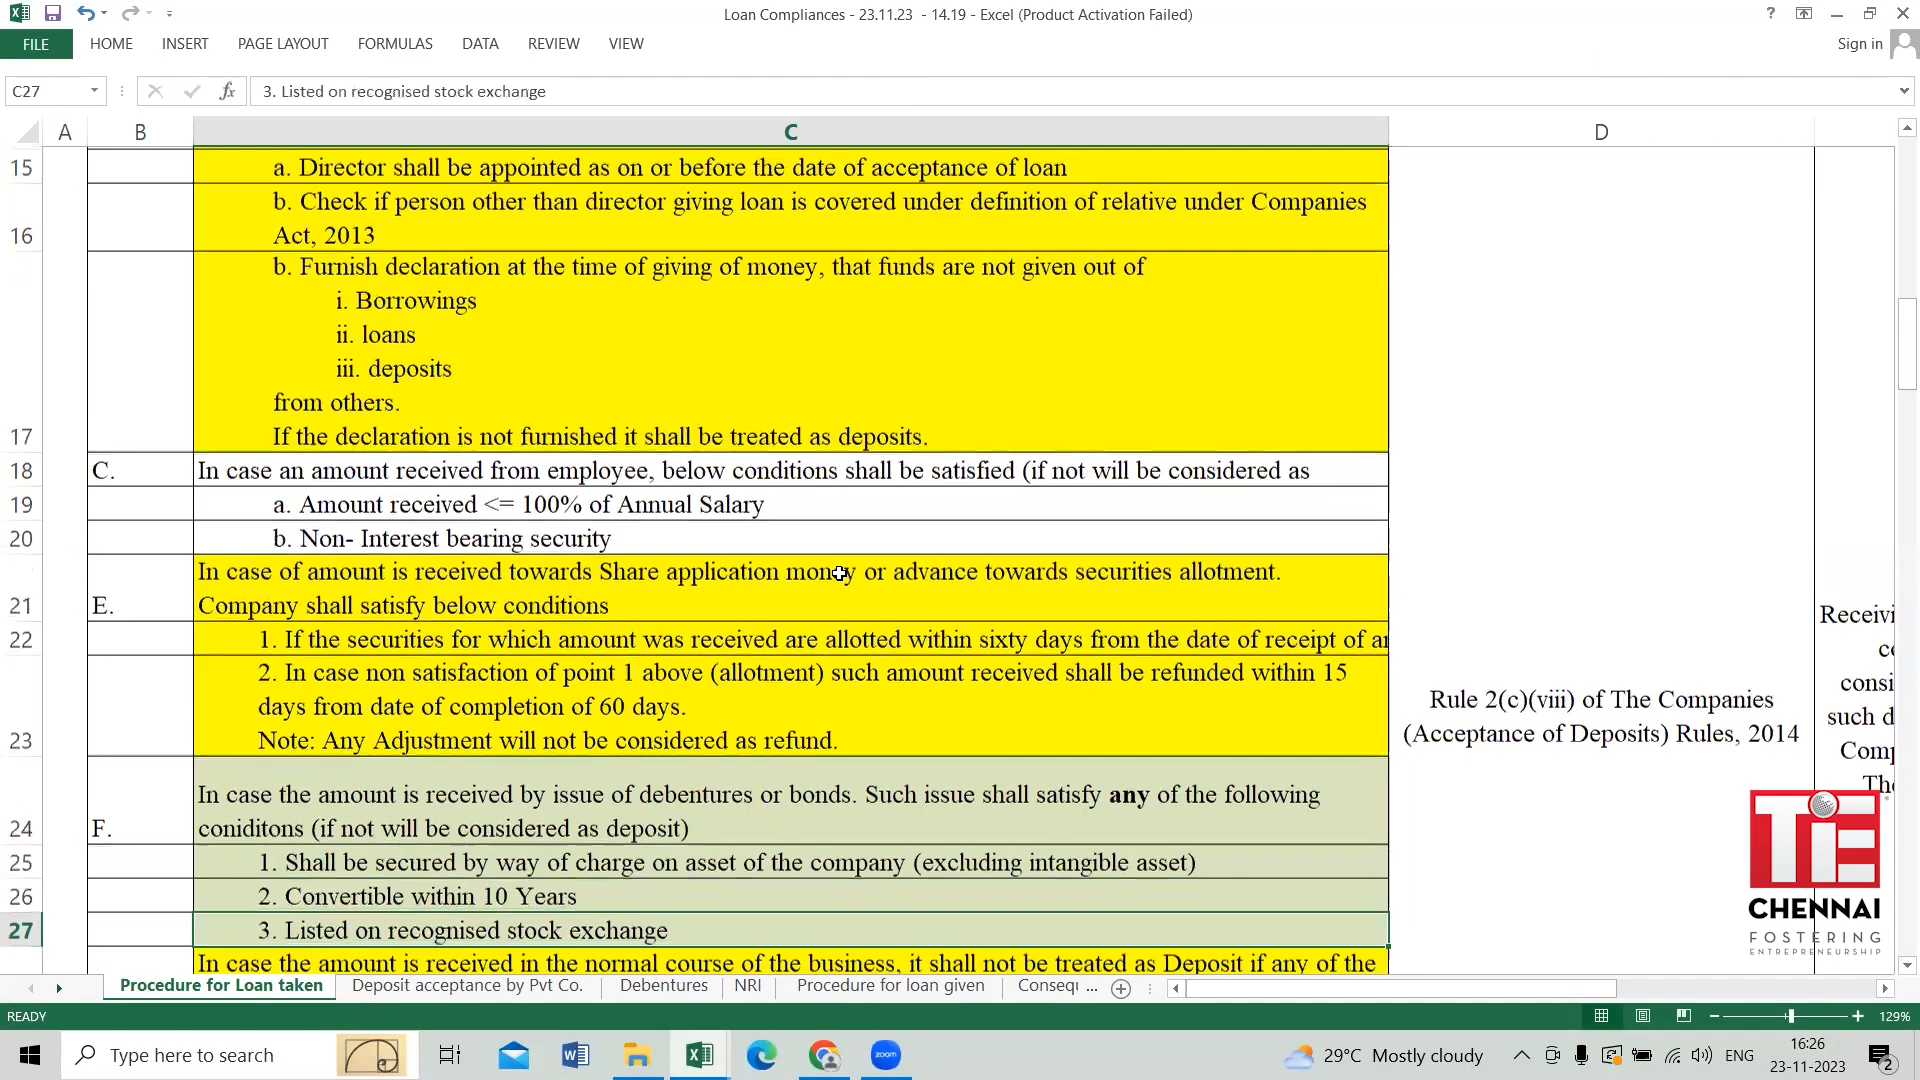 Loan Compliances - 23.11.23 - 14.19 - Excel (Product Activation Failed)
FILE HOME INSERT PAGE LAYOUT FORMULAS DATA REVIEW VIEW Sign in
C27 fx 3. Listed on recognised stock exchange
A B C D
15 a. Director shall be appointed as on or before the date of acceptance of loan
b. Check if person other than director giving loan is covered under definition of relative under Companies
16 Act, 2013
b. Furnish declaration at the time of giving of money, that funds are not given out of
i. Borrowings
ii. loans
iii. deposits
from others.
17 If the declaration is not furnished it shall be treated as deposits.
18 C. In case an amount received from employee, below conditions shall be satisfied (if not will be considered as
19 a. Amount received <= 100% of Annual Salary
20 b. Non- Interest bearing security
In case of amount is received towards Share application money or advance towards securities allotment.
21 E. Company shall satisfy below conditions
22 1. If the securities for which amount was received are allotted within sixty days from the date of receipt of
2. In case non satisfaction of point 1 above (allotment) such amount received shall be refunded within 15
days from date of completion of 60 days.
23 Note: Any Adjustment will not be considered as refund.
Rule 2(c)(viii) of The Companies
(Acceptance of Deposits) Rules, 2014
Receivi
consi
such d
Comp
The
In case the amount is received by issue of debentures or bonds. Such issue shall satisfy any of the following
24 F. coniditons (if not will be considered as deposit)
25 1. Shall be secured by way of charge on asset of the company (excluding intangible asset)
26 2. Convertible within 10 Years
27 3. Listed on recognised stock exchange
In case the amount is received in the normal course of the business, it shall not be treated as Deposit if any of the
TiE
CHENNAI
FOSTERING
ENTREPRENEURSHIP
Procedure for Loan taken Deposit acceptance by Pvt Co. Debentures NRI Procedure for loan given Consequ ...
READY 129%
Type here to search zoom 29°C Mostly cloudy ENG 16:26
23-11-2023 2